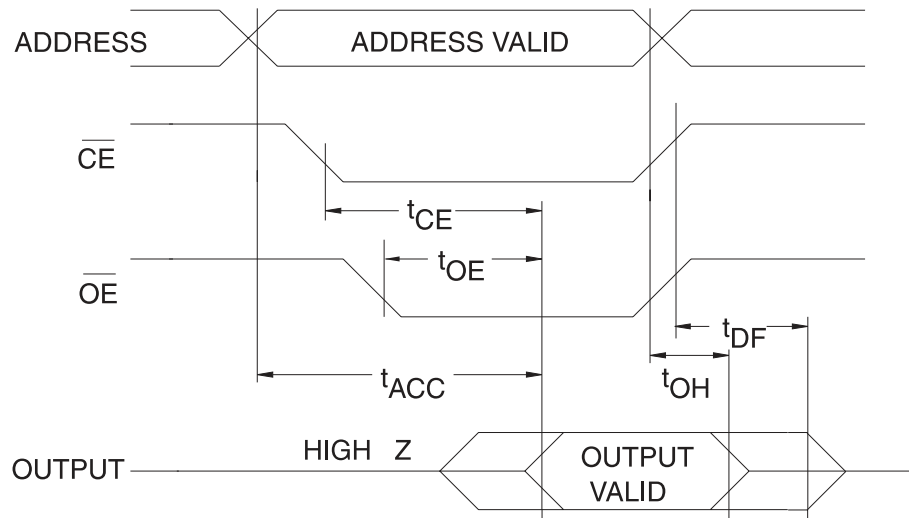 ADDRESS
ADDRESS VALID
CE
tCE
OE
tOE
tDF
tACC
tOH
OUTPUT
HIGH Z
OUTPUT
VALID